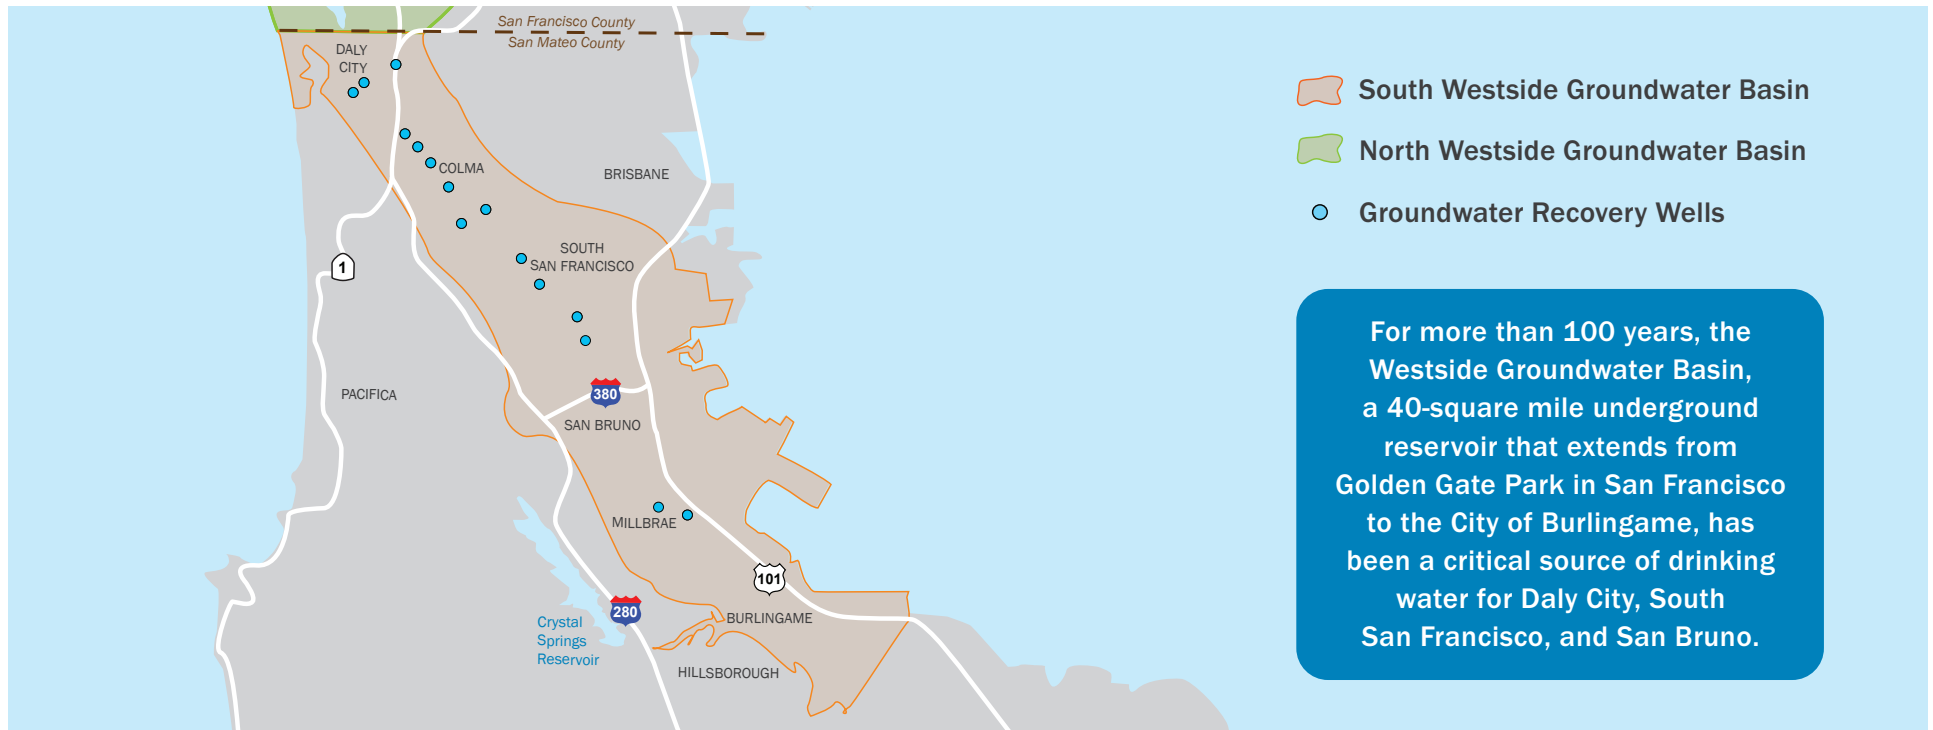 San Francisco County
San Mateo County
DALY
CITY
COLMA
BRISBANE
SOUTH
SAN FRANCISCO
1
PACIFICA
380
SAN BRUNO
MILLBRAE
101
280
Crystal
Springs
Reservoir
BURLINGAME
HILLSBOROUGH
South Westside Groundwater Basin
North Westside Groundwater Basin
Groundwater Recovery Wells
For more than 100 years, the
Westside Groundwater Basin,
a 40-square mile underground
reservoir that extends from
Golden Gate Park in San Francisco
to the City of Burlingame, has
been a critical source of drinking
water for Daly City, South
San Francisco, and San Bruno.